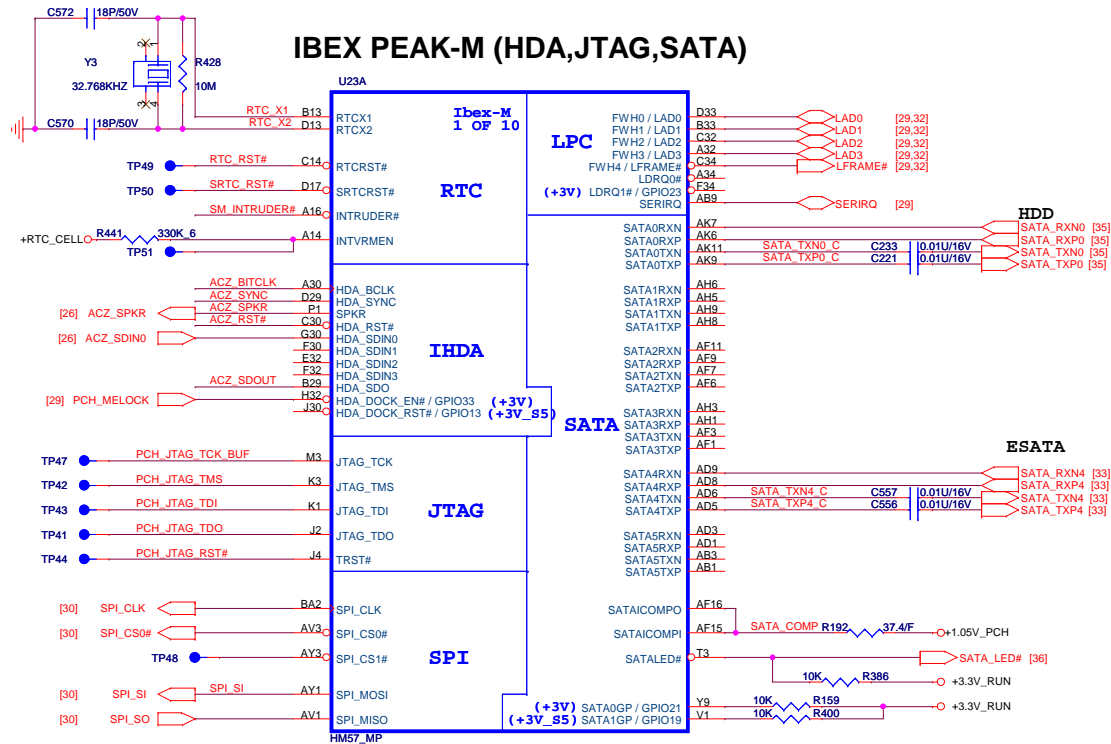 C572 18P/50V
IBEX PEAK-M (HDA,JTAG,SATA)
Y3
32.768KHZ
2 1
3 4
R428
10M
C570 18P/50V
U23A
Ibex-M
1 OF 10
RTC_X1 B13 RTCX1
RTC_X2 D13 RTCX2
TP49 RTC_RST# C14 RTCRST#
TP50 SRTC_RST# D17 SRTCRST#
SM_INTRUDER# A16 INTRUDER#
+RTC_CELL R441 330K_6 A14 INTVRMEN
TP51
RTC
ACZ_BITCLK A30 HDA_BCLK
ACZ_SYNC D29 HDA_SYNC
[26] ACZ_SPKR ACZ_SPKR P1 SPKR
ACZ_RST# C30 HDA_RST#
[26] ACZ_SDIN0 G30 HDA_SDIN0
F30 HDA_SDIN1
E32 HDA_SDIN2
F32 HDA_SDIN3
ACZ_SDOUT B29 HDA_SDO
[29] PCH_MELOCK H32 HDA_DOCK_EN# / GPIO33 (+3V)
J30 HDA_DOCK_RST# / GPIO13 (+3V_S5)
IHDA
TP47 PCH_JTAG_TCK_BUF M3 JTAG_TCK
TP42 PCH_JTAG_TMS K3 JTAG_TMS
TP43 PCH_JTAG_TDI K1 JTAG_TDI
TP41 PCH_JTAG_TDO J2 JTAG_TDO
TP44 PCH_JTAG_RST# J4 TRST#
JTAG
[30] SPI_CLK BA2 SPI_CLK
[30] SPI_CS0# AV3 SPI_CS0#
TP48 AY3 SPI_CS1#
[30] SPI_SI SPI_SI AY1 SPI_MOSI
[30] SPI_SO AV1 SPI_MISO
SPI
HM57_MP
LPC
FWH0 / LAD0 D33 LAD0 [29,32]
FWH1 / LAD1 B33 LAD1 [29,32]
FWH2 / LAD2 C32 LAD2 [29,32]
FWH3 / LAD3 A32 LAD3 [29,32]
FWH4 / LFRAME# C34 LFRAME# [29,32]
LDRQ0# A34
(+3V) LDRQ1# / GPIO23 F34
SERIRQ AB9 SERIRQ [29]
HDD
SATA0RXN AK7 SATA_RXN0 [35]
SATA0RXP AK6 SATA_RXP0 [35]
SATA0TXN AK11 SATA_TXN0_C C233 0.01U/16V SATA_TXN0 [35]
SATA0TXP AK9 SATA_TXP0_C C221 0.01U/16V SATA_TXP0 [35]
SATA1RXN AH6
SATA1RXP AH5
SATA1TXN AH9
SATA1TXP AH8
SATA2RXN AF11
SATA2RXP AF9
SATA2TXN AF7
SATA2TXP AF6
SATA3RXN AH3
SATA3RXP AH1
SATA3TXN AF3
SATA3TXP AF1
SATA
ESATA
SATA4RXN AD9 SATA_RXN4 [33]
SATA4RXP AD8 SATA_RXP4 [33]
SATA4TXN AD6 SATA_TXN4_C C557 0.01U/16V SATA_TXN4 [33]
SATA4TXP AD5 SATA_TXP4_C C556 0.01U/16V SATA_TXP4 [33]
SATA5RXN AD3
SATA5RXP AD1
SATA5TXN AB3
SATA5TXP AB1
SATAICOMPO AF16
SATAICOMPI AF15 SATA_COMP R192 37.4/F +1.05V_PCH
SATALED# T3 SATA_LED# [36]
10K R386 +3.3V_RUN
(+3V) SATA0GP / GPIO21 Y9 10K R159 +3.3V_RUN
(+3V_S5) SATA1GP / GPIO19 V1 10K R400